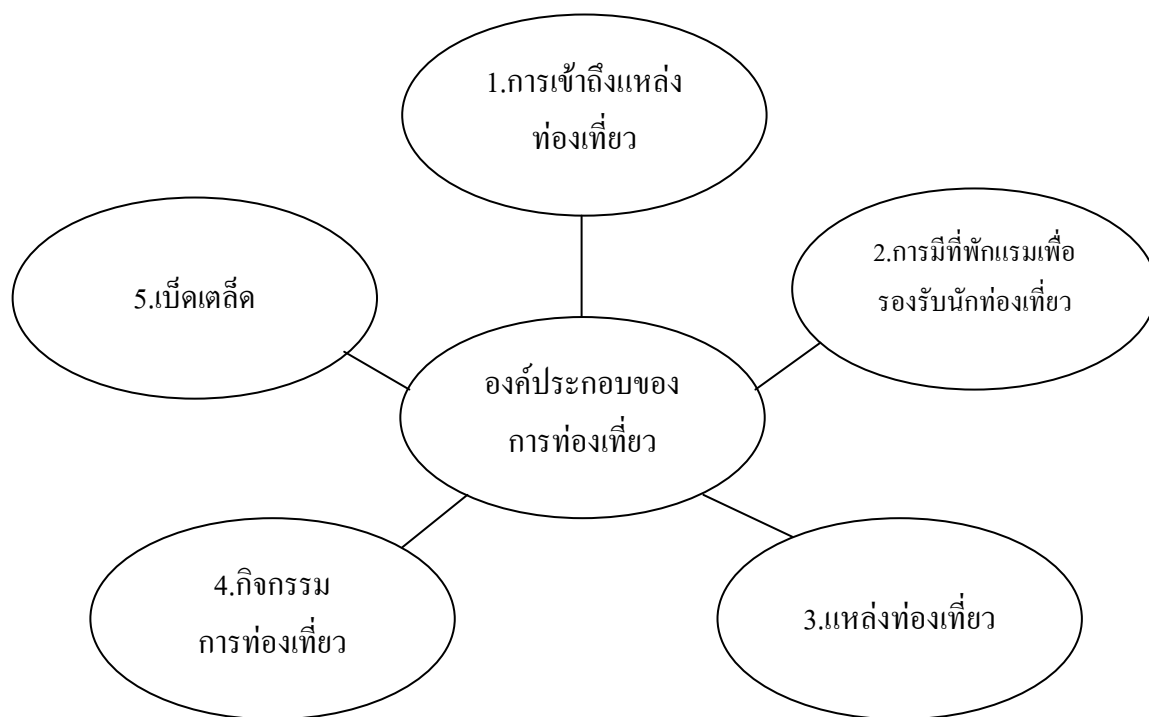 1.การเข้าถึงแหล่ง
ท่องเที่ยว
2.การมีที่พักแรมเพื่อ
รองรับนักท่องเที่ยว
5.เบ็ดเตล็ด
องค์ประกอบของ
การท่องเที่ยว
4.กิจกรรม
การท่องเที่ยว
3.แหล่งท่องเที่ยว